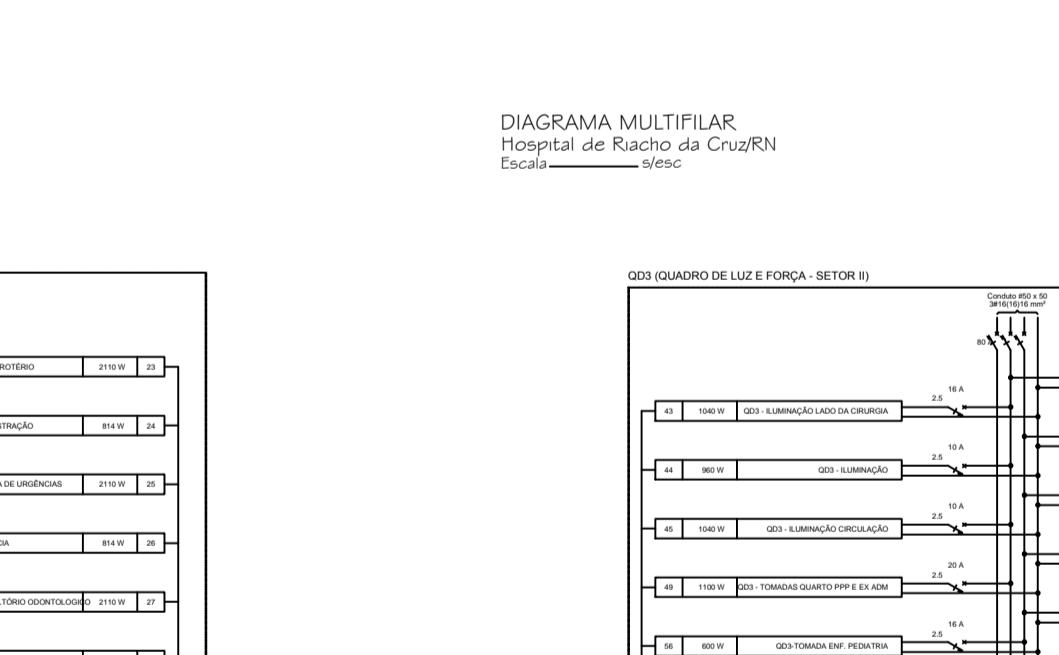 DIAGRAMA MULTIFILAR
Hospital de Riacho da Cruz/RN
Escala s/esc
ROTÉRIO 2110 W 23
STRAÇÃO 814 W 24
A DE URGÊNCIAS 2110 W 25
CIA 814 W 26
LTÓRIO ODONTOLOGICO 2110 W 27
QD3 (QUADRO DE LUZ E FORÇA - SETOR II)
Conduto #50 x 50
3#16(16)16 mm²
80 A
16 A
2.5
43 1040 W QD3 - ILUMINAÇÃO LADO DA CIRURGIA
10 A
2.5
44 960 W QD3 - ILUMINAÇÃO
10 A
2.5
45 1040 W QD3 - ILUMINAÇÃO CIRCULAÇÃO
20 A
2.5
49 1100 W QD3 - TOMADAS QUARTO PPP E EX ADM
16 A
2.5
56 600 W QD3-TOMADA ENF. PEDIATRIA